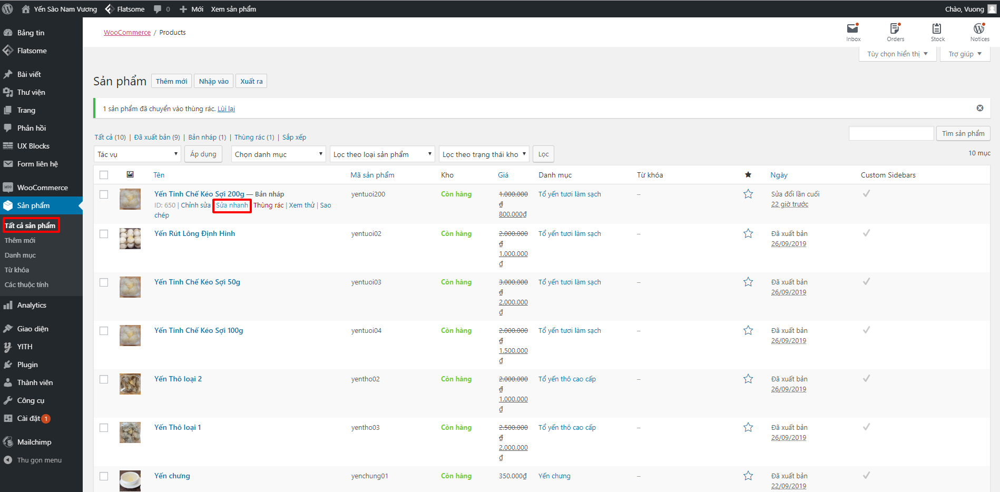 Yến Sào Nam Vương
Flatsome
0
Mới
Xem sản phẩm
Chào, Vuong
Bảng tin
Flatsome
Bài viết
Thư viện
Trang
Phản hồi
UX Blocks
Form liên hệ
WooCommerce
Sản phẩm
Tất cả sản phẩm
Thêm mới
Danh mục
Từ khóa
Các thuộc tính
Analytics
Giao diện
YITH
Plugin
Thành viên
Công cụ
Cài đặt 1
Mailchimp
Thu gọn menu
WooCommerce / Products
Inbox
Orders
Stock
Notices
Tùy chọn hiển thị
Trợ giúp
Sản phẩm
Thêm mới
Nhập vào
Xuất ra
1 sản phẩm đã chuyển vào thùng rác. Lùi lại
Tất cả (10) | Đã xuất bản (9) | Bản nháp (1) | Thùng rác (1) | Sắp xếp
Tìm sản phẩm
Tác vụ
Áp dụng
Chọn danh mục
Lọc theo loại sản phẩm
Lọc theo trạng thái kho
Lọc
10 mục
Tên
Mã sản phẩm
Kho
Giá
Danh mục
Từ khóa
Ngày
Custom Sidebars
Yến Tinh Chế Kéo Sợi 200g — Bản nháp
ID: 650 | Chỉnh sửa | Sửa nhanh | Thùng rác | Xem thử | Sao
chép
yentuoi200
Còn hàng
1.000.000
₫
800.000₫
Tổ yến tươi làm sạch
–
Sửa đổi lần cuối
22 giờ trước
Yến Rút Lông Định Hình
yentuoi02
Còn hàng
2.000.000
₫
1.000.000
₫
Tổ yến tươi làm sạch
–
Đã xuất bản
26/09/2019
Yến Tinh Chế Kéo Sợi 50g
yentuoi03
Còn hàng
3.000.000
₫
2.000.000
₫
Tổ yến tươi làm sạch
–
Đã xuất bản
26/09/2019
Yến Tinh Chế Kéo Sợi 100g
yentuoi04
Còn hàng
2.000.000
₫
1.500.000
₫
Tổ yến tươi làm sạch
–
Đã xuất bản
26/09/2019
Yến Thô loại 2
yentho02
Còn hàng
2.000.000
₫
1.000.000
₫
Tổ yến thô cao cấp
–
Đã xuất bản
26/09/2019
Yến Thô loại 1
yentho03
Còn hàng
2.500.000
₫
2.000.000
₫
Tổ yến thô cao cấp
–
Đã xuất bản
26/09/2019
Yến chưng
yenchung01
Còn hàng
350.000₫
Yến chưng
–
Đã xuất bản
22/09/2019